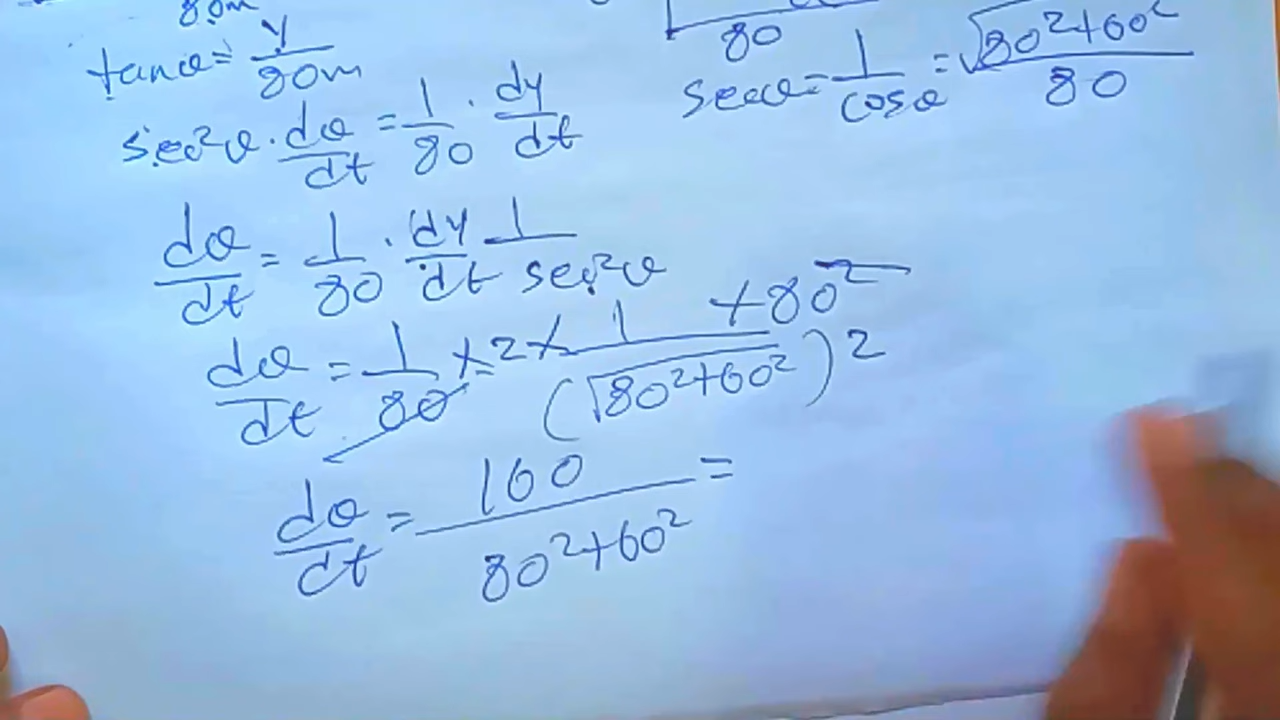 80m
tanθ = y/80m
80
secθ = 1/cosθ = √(80²+60²)/80
sec²θ · dθ/dt = 1/80 · dy/dt
dθ/dt = 1/80 · dy/dt 1/sec²θ
dθ/dt = 1/80 × 2 × 1/(√80²+60²)² × 80²
dθ/dt = 160/80²+60² =